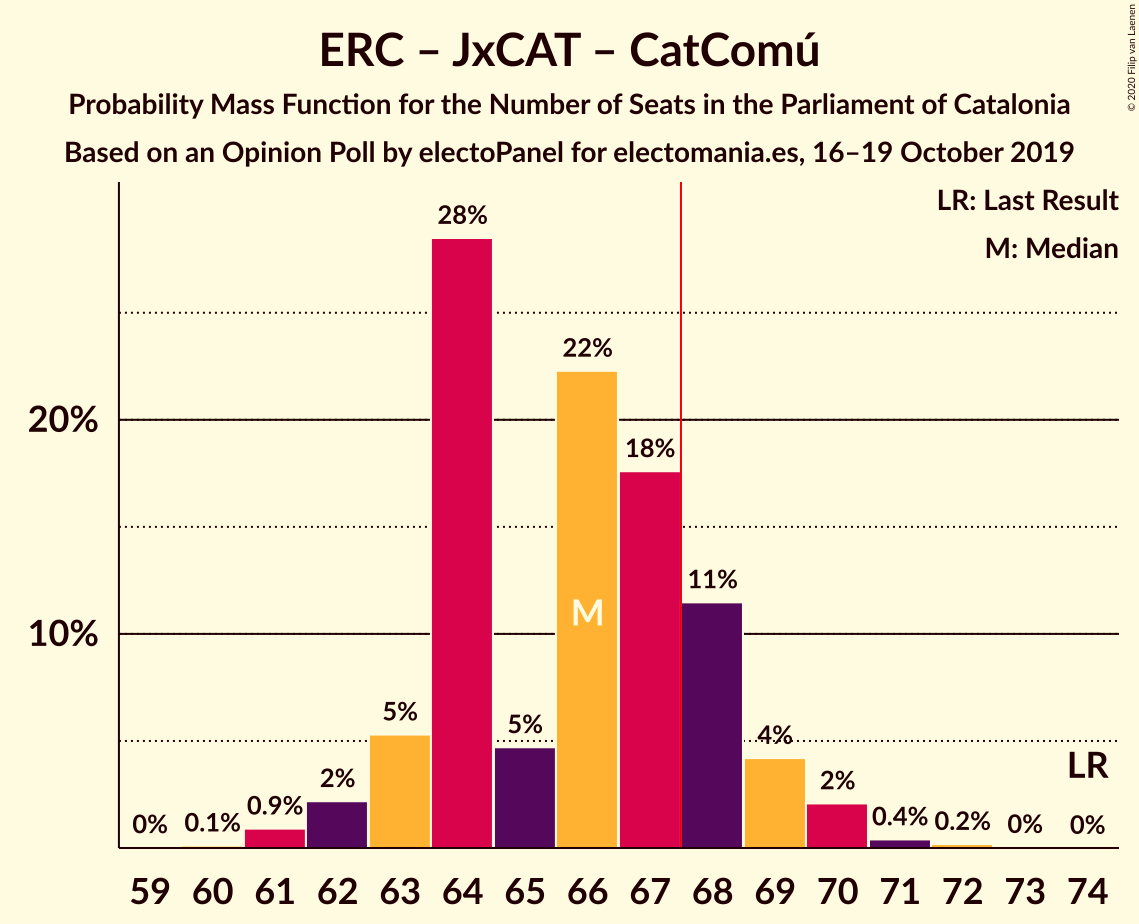 ERC – JxCAT – CatComú
Probability Mass Function for the Number of Seats in the Parliament of Catalonia
Based on an Opinion Poll by electoPanel for electomania.es, 16–19 October 2019
© 2020 Filip van Laenen
LR: Last Result
M: Median
28%
22%
20%
18%
11%
M
10%
5%
5%
4%
LR
2%
2%
0%
0.1%
0.9%
0.4%
0.2%
0%
0%
59 60 61 62 63 64 65 66 67 68 69 70 71 72 73 74